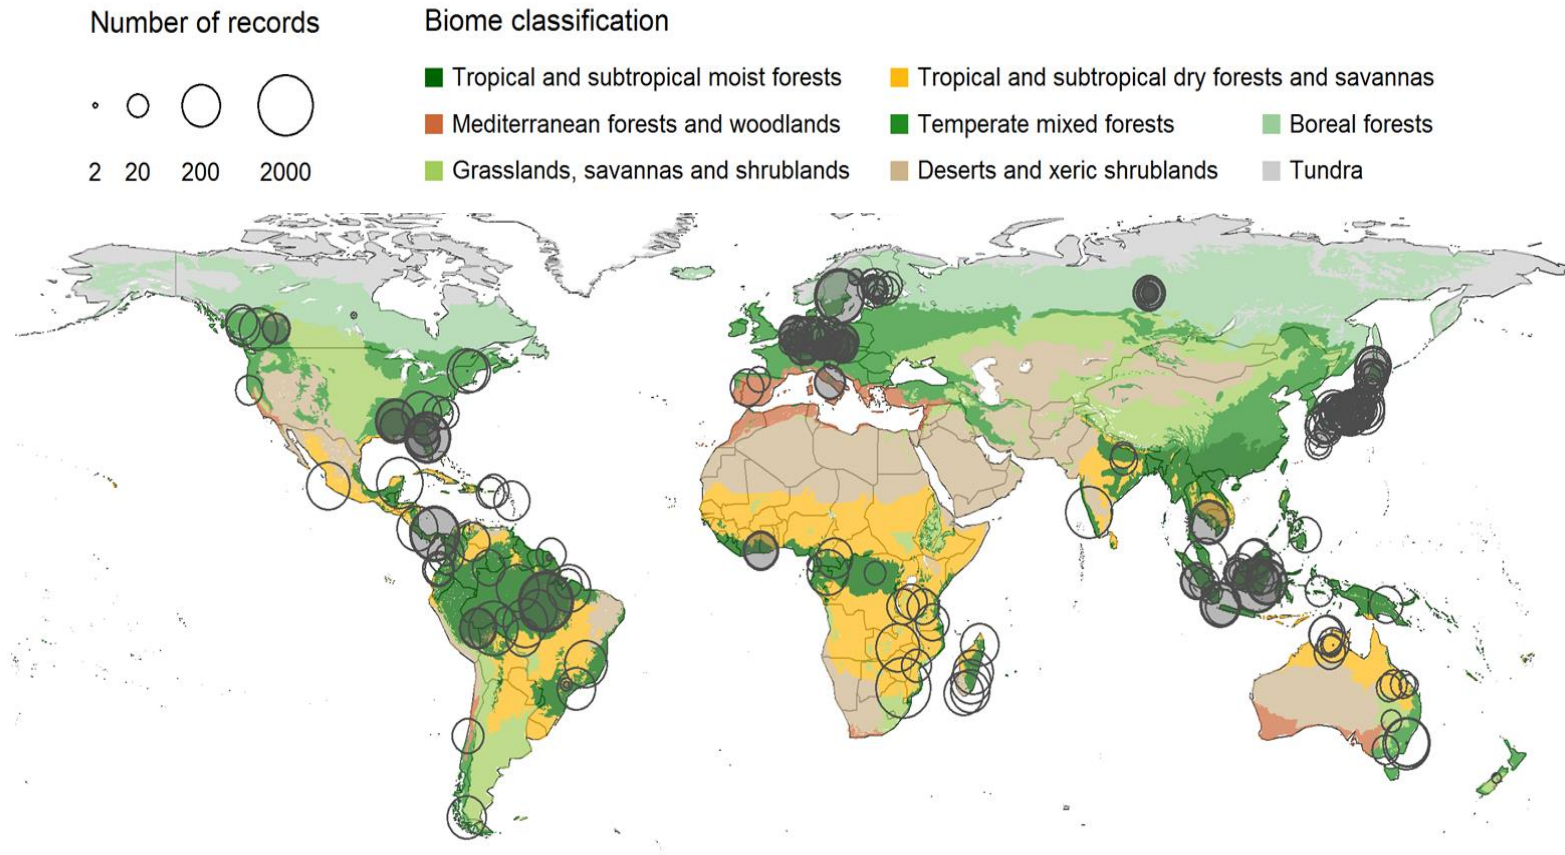 Number of records
Biome classification
Tropical and subtropical moist forests
Tropical and subtropical dry forests and savannas
Mediterranean forests and woodlands
Temperate mixed forests
Boreal forests
Grasslands, savannas and shrublands
Deserts and xeric shrublands
Tundra
2 20 200 2000